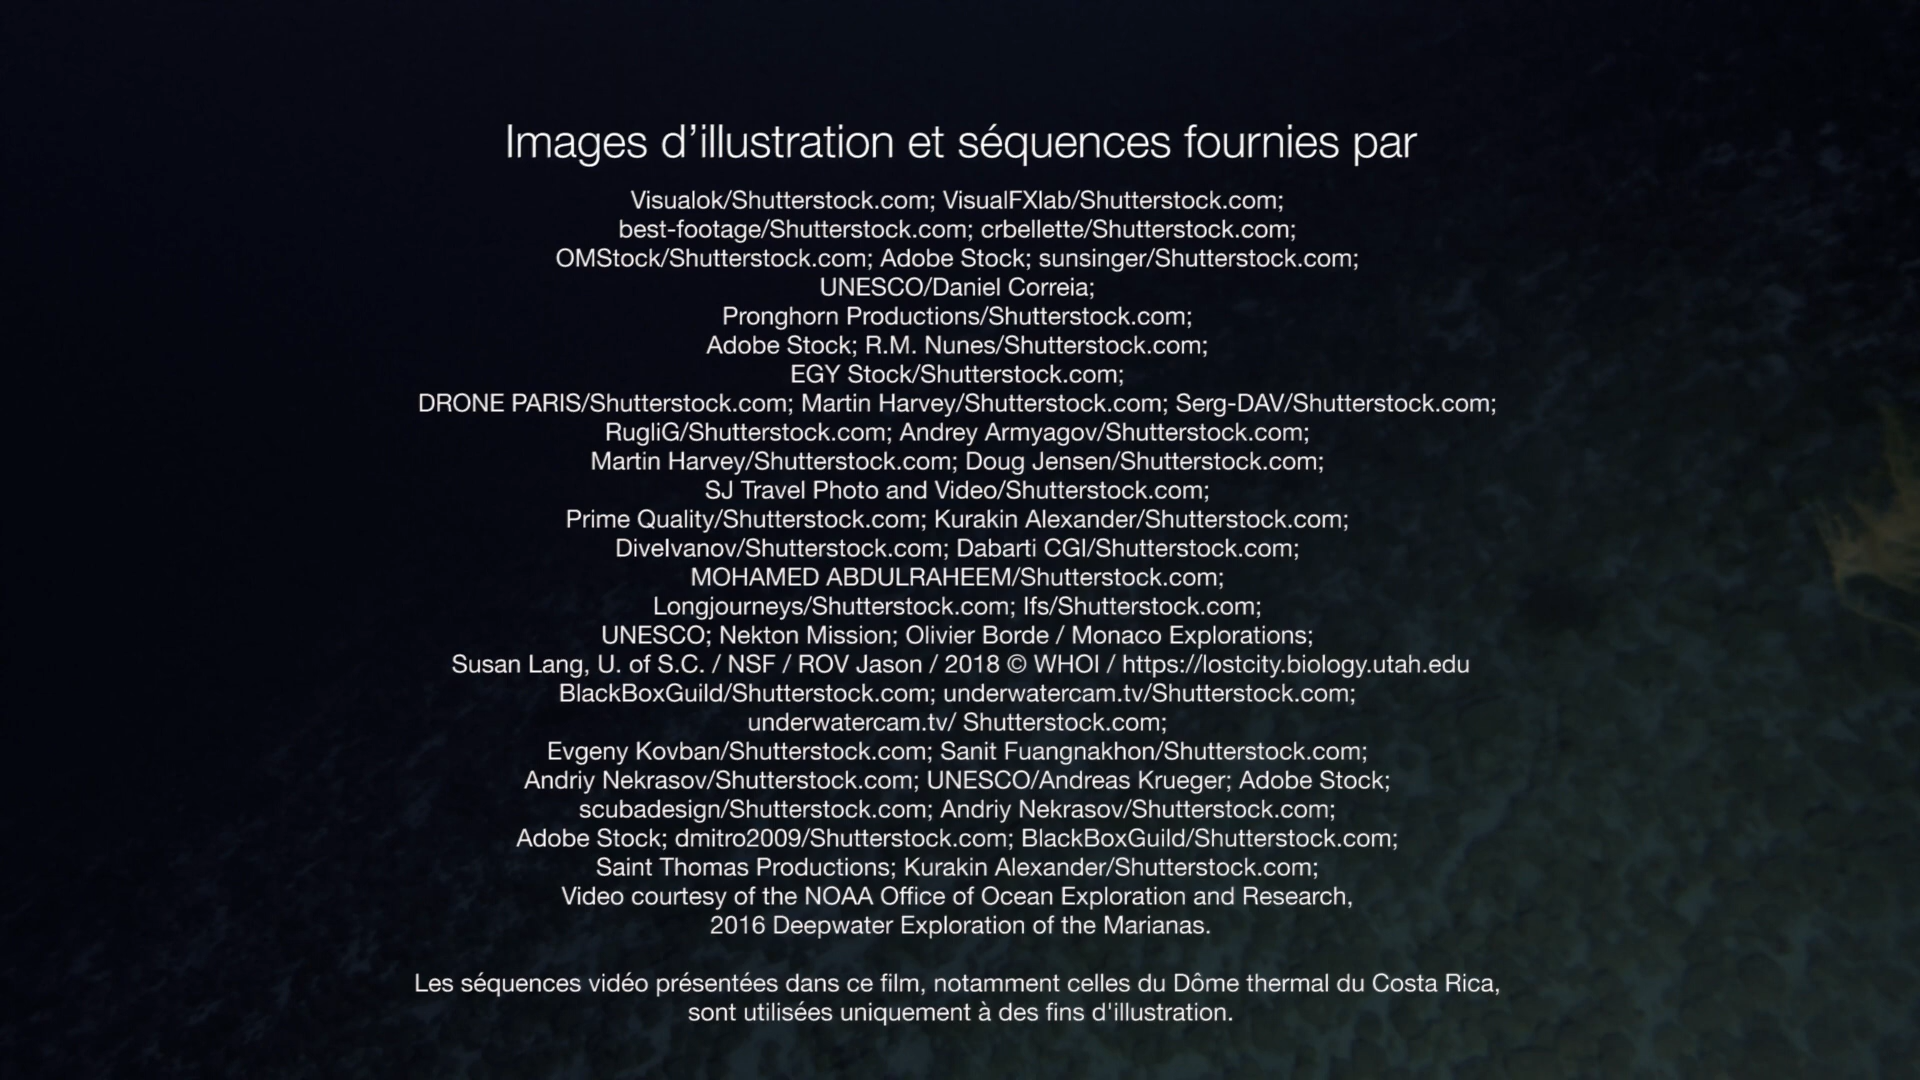 Images d’illustration et séquences fournies par
Visualok/Shutterstock.com; VisualFXlab/Shutterstock.com;
best-footage/Shutterstock.com; crbellette/Shutterstock.com;
OMStock/Shutterstock.com; Adobe Stock; sunsinger/Shutterstock.com;
UNESCO/Daniel Correia;
Pronghorn Productions/Shutterstock.com;
Adobe Stock; R.M. Nunes/Shutterstock.com;
EGY Stock/Shutterstock.com;
DRONE PARIS/Shutterstock.com; Martin Harvey/Shutterstock.com; Serg-DAV/Shutterstock.com;
RugliG/Shutterstock.com; Andrey Armyagov/Shutterstock.com;
Martin Harvey/Shutterstock.com; Doug Jensen/Shutterstock.com;
SJ Travel Photo and Video/Shutterstock.com;
Prime Quality/Shutterstock.com; Kurakin Alexander/Shutterstock.com;
DiveIvanov/Shutterstock.com; Dabarti CGI/Shutterstock.com;
MOHAMED ABDULRAHEEM/Shutterstock.com;
Longjourneys/Shutterstock.com; Ifs/Shutterstock.com;
UNESCO; Nekton Mission; Olivier Borde / Monaco Explorations;
Susan Lang, U. of S.C. / NSF / ROV Jason / 2018 © WHOI / https://lostcity.biology.utah.edu
BlackBoxGuild/Shutterstock.com; underwatercam.tv/Shutterstock.com;
underwatercam.tv/ Shutterstock.com;
Evgeny Kovban/Shutterstock.com; Sanit Fuangnakhon/Shutterstock.com;
Andriy Nekrasov/Shutterstock.com; UNESCO/Andreas Krueger; Adobe Stock;
scubadesign/Shutterstock.com; Andriy Nekrasov/Shutterstock.com;
Adobe Stock; dmitro2009/Shutterstock.com; BlackBoxGuild/Shutterstock.com;
Saint Thomas Productions; Kurakin Alexander/Shutterstock.com;
Video courtesy of the NOAA Office of Ocean Exploration and Research,
2016 Deepwater Exploration of the Marianas.
Les séquences vidéo présentées dans ce film, notamment celles du Dôme thermal du Costa Rica,
sont utilisées uniquement à des fins d'illustration.